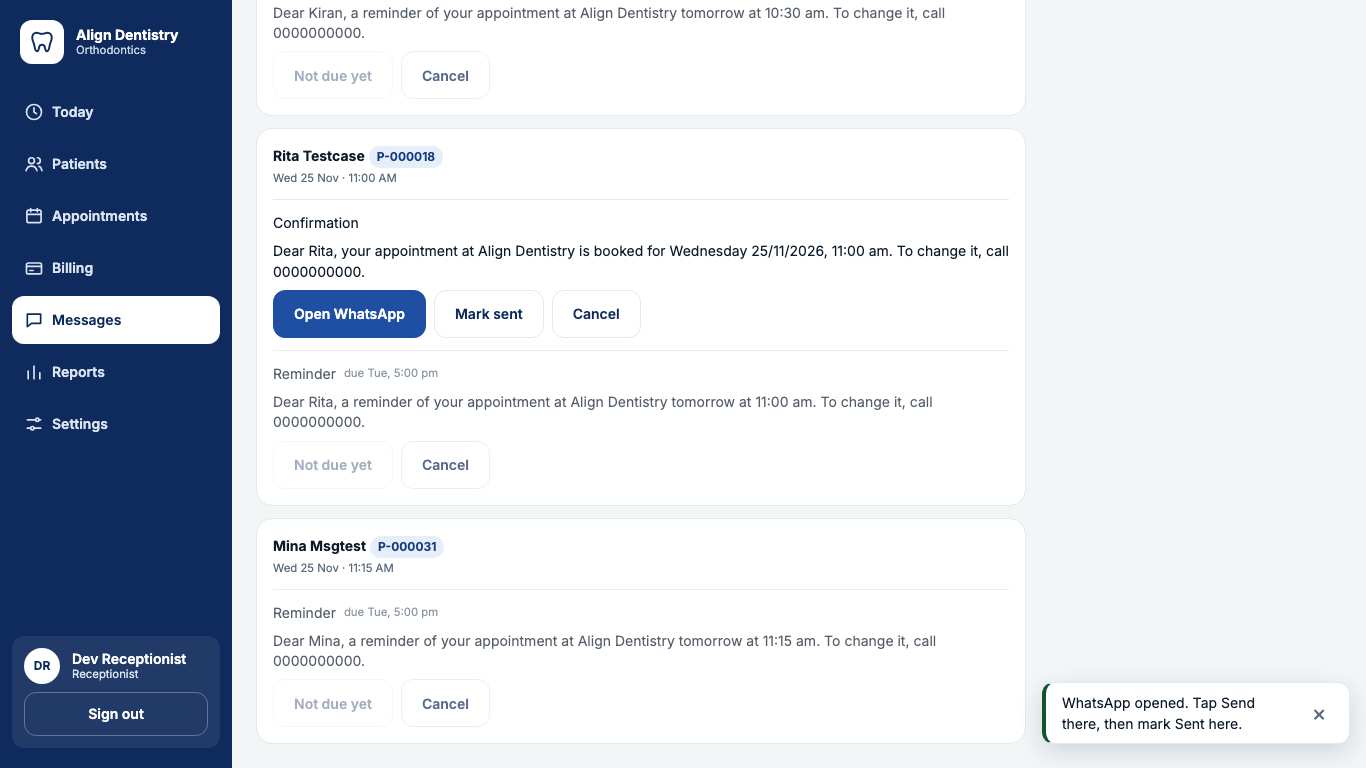 Align Dentistry
Orthodontics
Today
Patients
Appointments
Billing
Messages
Reports
Settings
DR
Dev Receptionist
Receptionist
Sign out
Dear Kiran, a reminder of your appointment at Align Dentistry tomorrow at 10:30 am. To change it, call
0000000000.
Not due yet Cancel
Rita Testcase P-000018
Wed 25 Nov · 11:00 AM
Confirmation
Dear Rita, your appointment at Align Dentistry is booked for Wednesday 25/11/2026, 11:00 am. To change it, call
0000000000.
Open WhatsApp Mark sent Cancel
Reminder due Tue, 5:00 pm
Dear Rita, a reminder of your appointment at Align Dentistry tomorrow at 11:00 am. To change it, call
0000000000.
Not due yet Cancel
Mina Msgtest P-000031
Wed 25 Nov · 11:15 AM
Reminder due Tue, 5:00 pm
Dear Mina, a reminder of your appointment at Align Dentistry tomorrow at 11:15 am. To change it, call
0000000000.
Not due yet Cancel
WhatsApp opened. Tap Send
there, then mark Sent here.